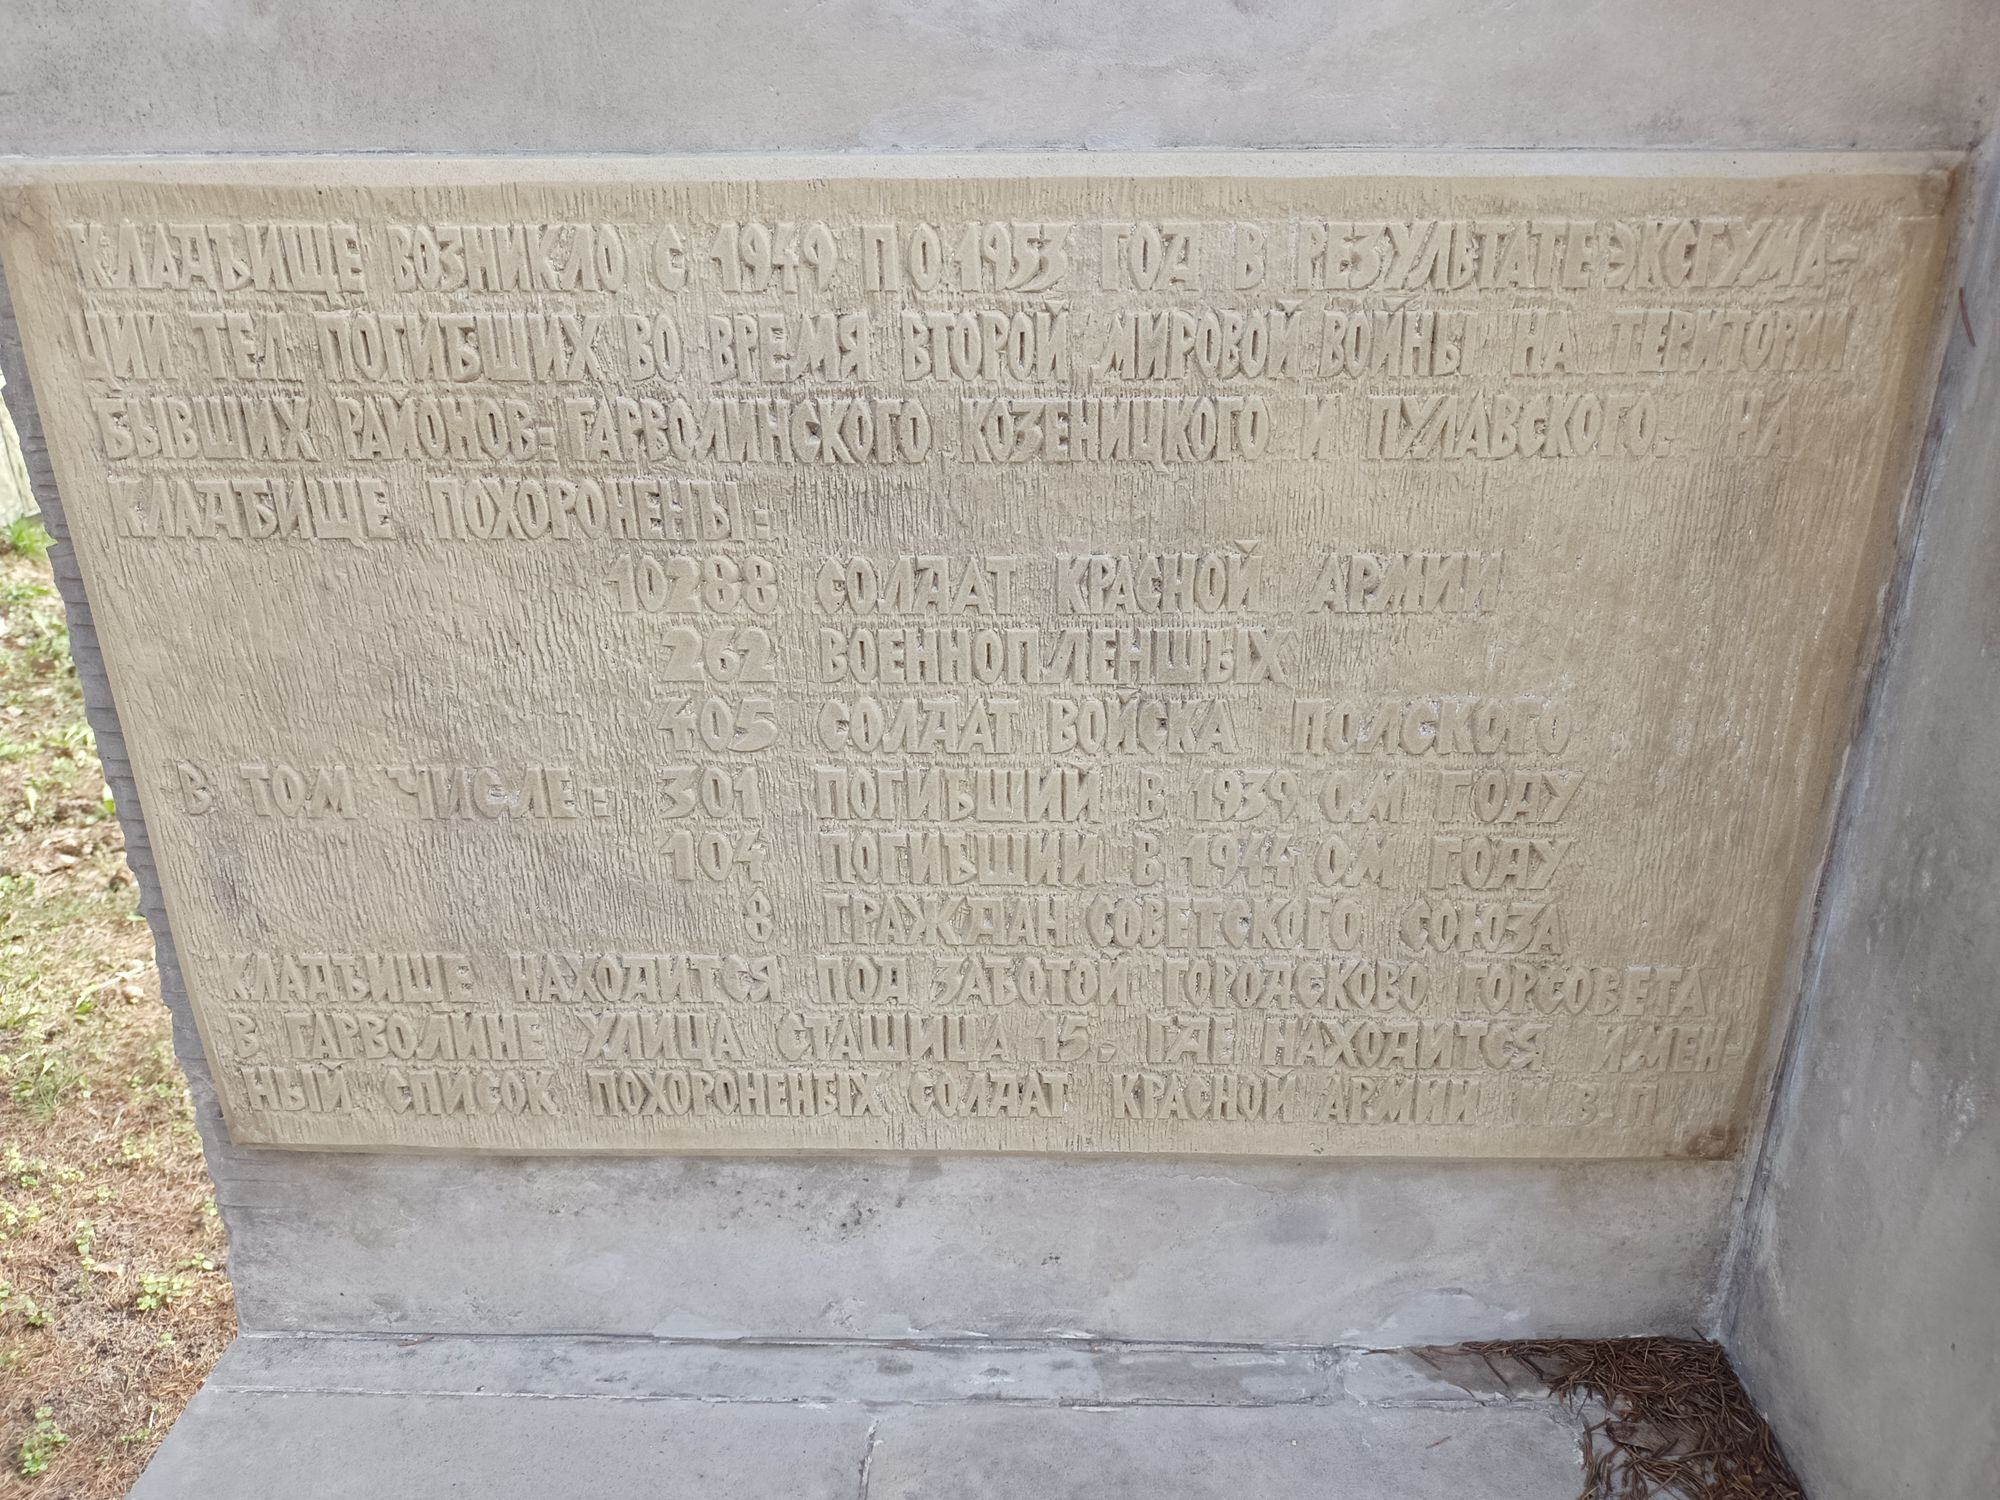 КЛАДБИЩЕ ВОЗНИКЛО С 1949 ПО 1953 ГОД В РЕЗУЛЬТАТЕ ЭКСГУМА-
ЦИИ ТЕЛ ПОГИБШИХ ВО ВРЕМЯ ВТОРОЙ МИРОВОЙ ВОЙНЫ НА ТЕРИТОРИИ
БЫВШИХ РАЙОНОВ: ГАРВОЛИНСКОГО КОЗЕНИЦКОГО И ПУЛАВСКОГО. НА
КЛАДБИЩЕ ПОХОРОНЕНЫ:
10288 СОЛДАТ КРАСНОЙ АРМИИ
262 ВОЕННОПЛЕНШЫХ
405 СОЛДАТ ВОЙСКА ПОЛСКОГО
В ТОМ ЧИСЛЕ: 301 ПОГИБШИЙ В 1939 ОМ ГОДУ
104 ПОГИБШИЙ В 1944 ОМ ГОДУ
8 ГРАЖДАН СОВЕТСКОГО СОЮЗА
КЛАДБИЩЕ НАХОДИТСЯ ПОД ЗАБОТОЙ ГОРОДСКОВО ГОРСОВЕТА
В ГАРВОЛИНЕ УЛИЦА СТАШИЦА 15. ГДЕ НАХОДИТСЯ ИМЕН-
НЫЙ СПИСОК ПОХОРОНЕНЫХ СОЛДАТ КРАСНОЙ АРМИИ И В-П